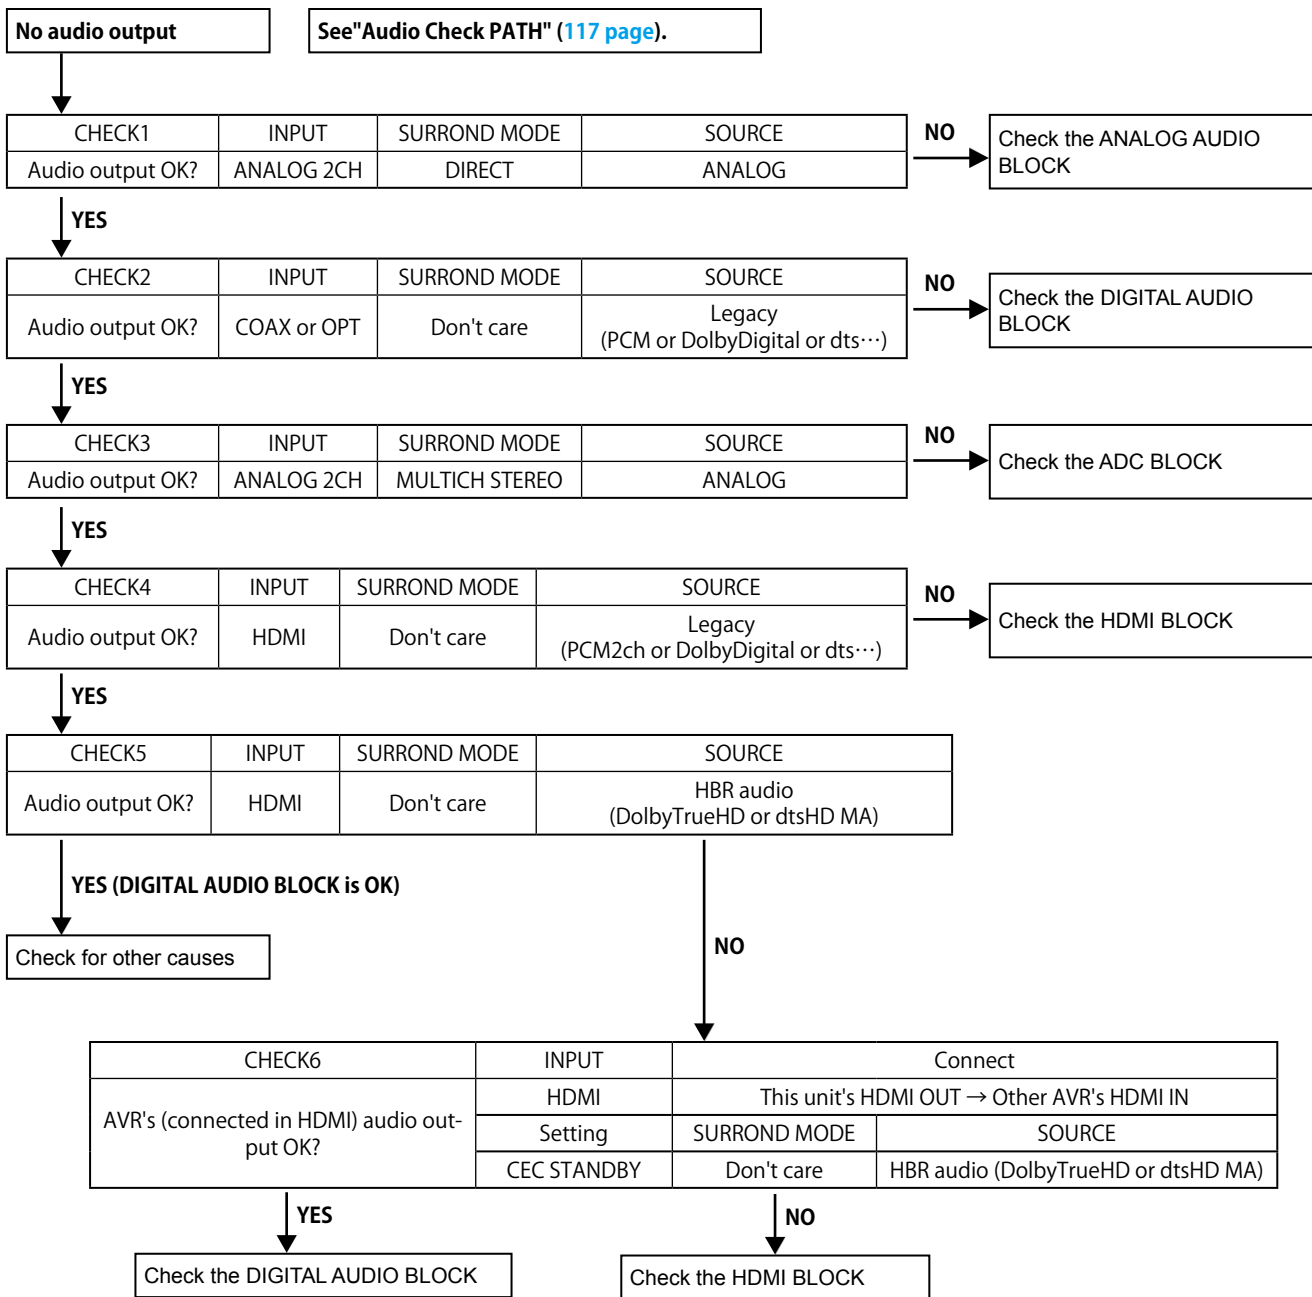 No audio output
See"Audio Check PATH" (117 page).
CHECK1 INPUT SURROND MODE SOURCE
Audio output OK? ANALOG 2CH DIRECT ANALOG
NO
Check the ANALOG AUDIO
BLOCK
YES
CHECK2 INPUT SURROND MODE SOURCE
Audio output OK? COAX or OPT Don't care Legacy
(PCM or DolbyDigital or dts⋯)
NO
Check the DIGITAL AUDIO
BLOCK
YES
CHECK3 INPUT SURROND MODE SOURCE
Audio output OK? ANALOG 2CH MULTICH STEREO ANALOG
NO
Check the ADC BLOCK
YES
CHECK4 INPUT SURROND MODE SOURCE
Audio output OK? HDMI Don't care Legacy
(PCM2ch or DolbyDigital or dts⋯)
NO
Check the HDMI BLOCK
YES
CHECK5 INPUT SURROND MODE SOURCE
Audio output OK? HDMI Don't care HBR audio
(DolbyTrueHD or dtsHD MA)
YES (DIGITAL AUDIO BLOCK is OK)
Check for other causes
NO
CHECK6 INPUT Connect
AVR's (connected in HDMI) audio out-
put OK?
HDMI This unit's HDMI OUT → Other AVR's HDMI IN
Setting SURROND MODE SOURCE
CEC STANDBY Don't care HBR audio (DolbyTrueHD or dtsHD MA)
YES
Check the DIGITAL AUDIO BLOCK
NO
Check the HDMI BLOCK